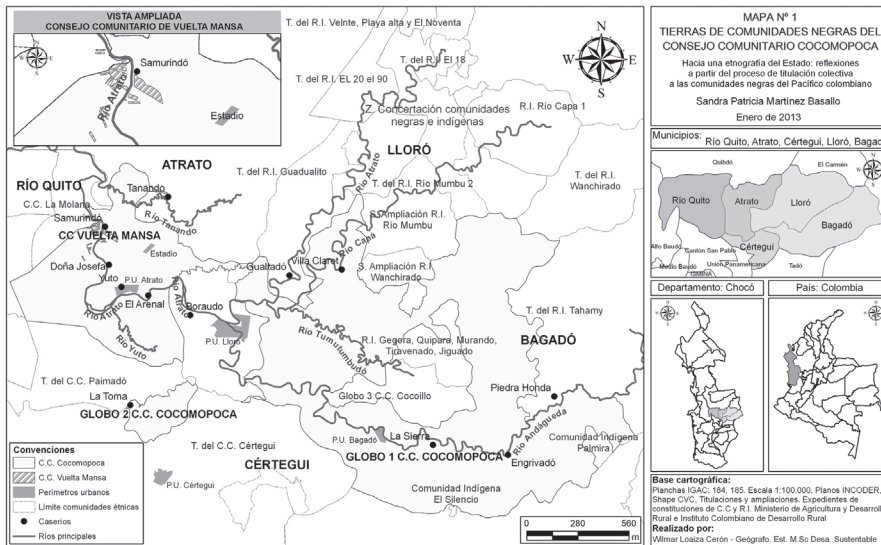 VISTA AMPLIADA
CONSEJO COMUNITARIO DE VUELTA MANSA
N
W E
S
Samurindó
Río Atrato
Estadio
T. del R.I. Veinte, Playa alta y El Noventa
T. del R.I. El 18
T. del R.I. EL 20 el 90
N
W E
S
Z. Concertación comunidades
negras e indígenas
R.I. Río Capa 1
LLORÓ
ATRATO
T. del R.I. Guadualito
Río Atrato
T. del R.I. Río Mumbu 2
T. del R.I.
Wanchirado
RÍO QUITO
Tanando
C.C. La Molana
Samurindó
Río Tanando
S. Ampliación R.I.
Río Mumbu
CC VUELTA MANSA
Estadio
Río Capá
Doña Josefa
Gualtadó
Villa Claret
S. Ampliación R.I.
Wanchirado
Yuto
P.U. Atrato
El Arenal
Río Atrato
Río Atrato
Boraudo
T. del R.I. Tahamy
P.U. Lloró
Río Tumutumbudó
R.I. Gegora, Quipara, Murando,
Tiravenado, Jiguado
BAGADÓ
Río Yuto
T. del C.C. Paimadó
La Toma
Piedra Honda
Globo 3 C.C. Cocoillo
GLOBO 2 C.C. COCOMOPOCA
Río Andágueda
P.U. Bagadó
La Sierra
Comunidad Indígena
Palmira
T. del C.C. Cértegui
GLOBO 1 C.C. COCOMOPOCA
CÉRTEGUI
Engrivadó
P.U. Cértegui
Comunidad Indígena
El Silencio
Convenciones
C.C. Cocomopoca
C.C. Vuelta Mansa
Perimetros urbanos
Limite comunidades étnicas
Caserios
Rios principales
0 280 560
m
MAPA Nº 1
TIERRAS DE COMUNIDADES NEGRAS DEL
CONSEJO COMUNITARIO COCOMOPOCA
Hacia una etnografía del Estado: reflexiones
a partir del proceso de titulación colectiva
a las comunidades negras del Pacífico colombiano
Sandra Patricia Martínez Basallo
Enero de 2013
Municipios: Río Quito, Atrato, Cértegui, Lloró, Bagad
Quibdó
El Carmén
Río Quito
Atrato
Lloró
Bagadó
Alto Baudó
Cantón San Pablo
Cértegui
Unión Panamericana
Medio Baudó
Tadó
ISMINA
Departamento: Chocó
País: Colombia
Base cartográfica:
Planchas IGAC: 184, 185. Escala 1:100.000, Planos INCODER,
Shape CVC, Titulaciones y ampliaciones. Expedientes de
constituciones de C.C y R.I. Ministerio de Agricultura y Desarroll
Rural e Instituto Colombiano de Desarrollo Rural
Realizado por:
Wilmar Loaiza Cerón - Geógrafo. Est. M.Sc Desa. Sustentable